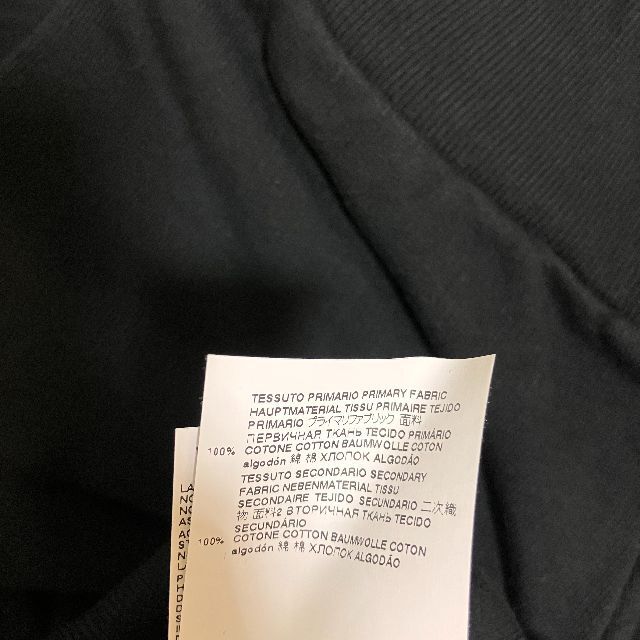 TESSUTO PRIMARIO PRIMARY FABRIC
HAUPTMATERIAL TISSU PRIMAIRE TEJIDO
PRIMARIO プライマリファブリック 面料
ПЕРВИЧНАЯ ТКАНЬ TECIDO PRIMÁRIO
100% COTONE COTTON BAUMWOLLE COTON
algodón 綿 棉 ХЛОПОК ALGODÃO
TESSUTO SECONDARIO SECONDARY
FABRIC NEBENMATERIAL TISSU
SECONDAIRE TEJIDO SECUNDARIO 二次織
物 面料2 ВТОРИЧНАЯ ТКАНЬ TECIDO
SECUNDÁRIO
100% COTONE COTTON BAUMWOLLE COTON
algodón 綿 棉 ХЛОПОК ALGODÃO